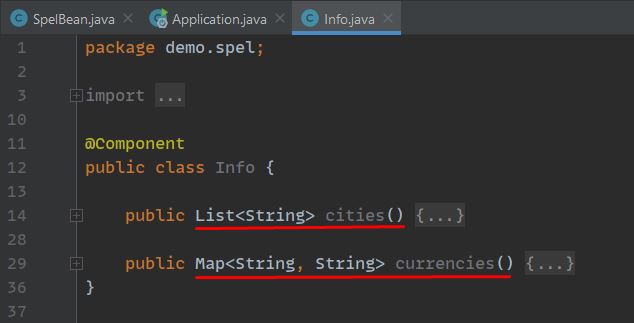 SpelBean.java Application.java Info.java
1 package demo.spel;
2
3 import ...
10
11 @Component
12 public class Info {
13
14 public List<String> cities() {...}
28
29 public Map<String, String> currencies() {...}
36 }
37